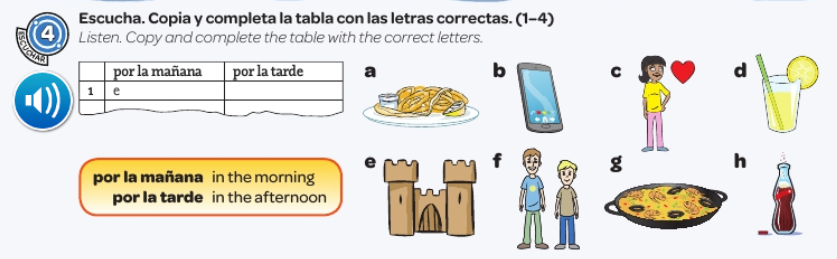 4
ESCUCHAR
Escucha. Copia y completa la tabla con las letras correctas. (1–4)
Listen. Copy and complete the table with the correct letters.
por la mañana por la tarde
1 e
a b c d
e f g h
por la mañana in the morning
por la tarde in the afternoon